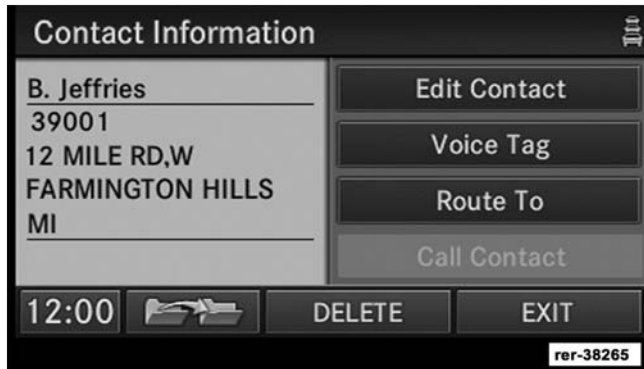 Contact Information
B. Jeffries
39001
12 MILE RD,W
FARMINGTON HILLS
MI
Edit Contact
Voice Tag
Route To
Call Contact
12:00
DELETE
EXIT
rer-38265